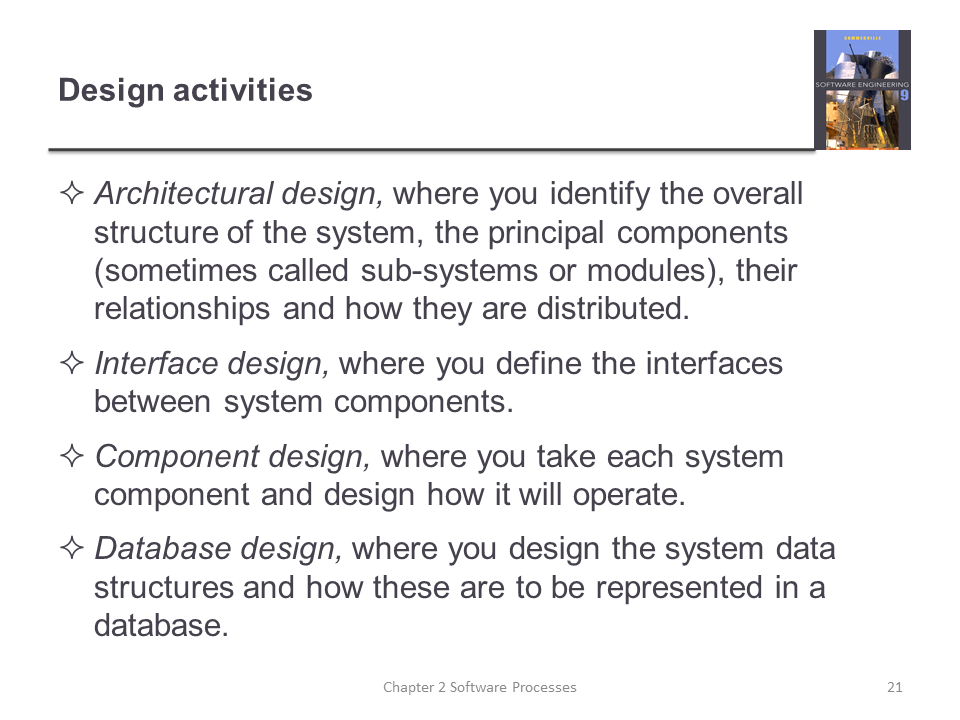 SOMMERVILLE
Design activities
SOFTWARE ENGINEERING
9
✧ Architectural design, where you identify the overall
structure of the system, the principal components
(sometimes called sub-systems or modules), their
relationships and how they are distributed.
✧ Interface design, where you define the interfaces
between system components.
✧ Component design, where you take each system
component and design how it will operate.
✧ Database design, where you design the system data
structures and how these are to be represented in a
database.
Chapter 2 Software Processes
21